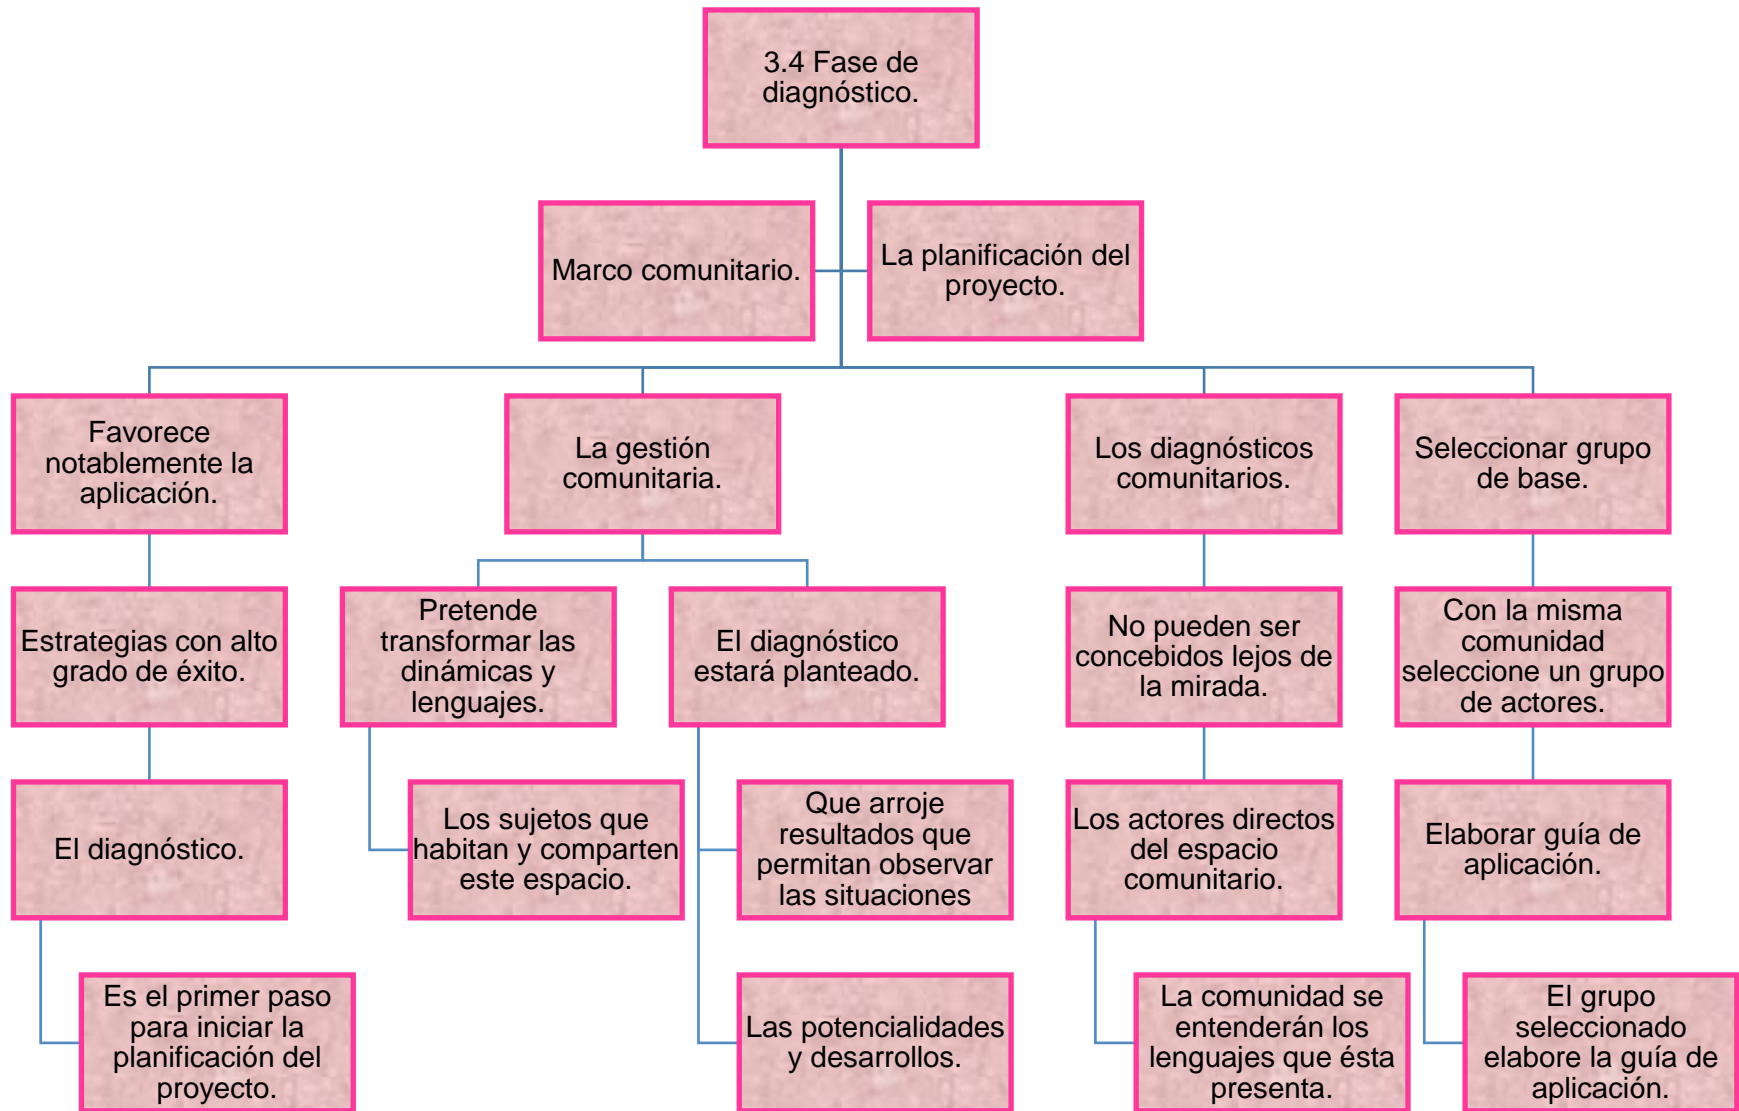 3.4 Fase de
diagnóstico.
Marco comunitario.
La planificación del
proyecto.
Favorece
notablemente la
aplicación.
La gestión
comunitaria.
Los diagnósticos
comunitarios.
Seleccionar grupo
de base.
Estrategias con alto
grado de éxito.
Pretende
transformar las
dinámicas y
lenguajes.
El diagnóstico
estará planteado.
No pueden ser
concebidos lejos de
la mirada.
Con la misma
comunidad
seleccione un grupo
de actores.
El diagnóstico.
Los sujetos que
habitan y comparten
este espacio.
Que arroje
resultados que
permitan observar
las situaciones
Los actores directos
del espacio
comunitario.
Elaborar guía de
aplicación.
Es el primer paso
para iniciar la
planificación del
proyecto.
Las potencialidades
y desarrollos.
La comunidad se
entenderán los
lenguajes que ésta
presenta.
El grupo
seleccionado
elabore la guía de
aplicación.